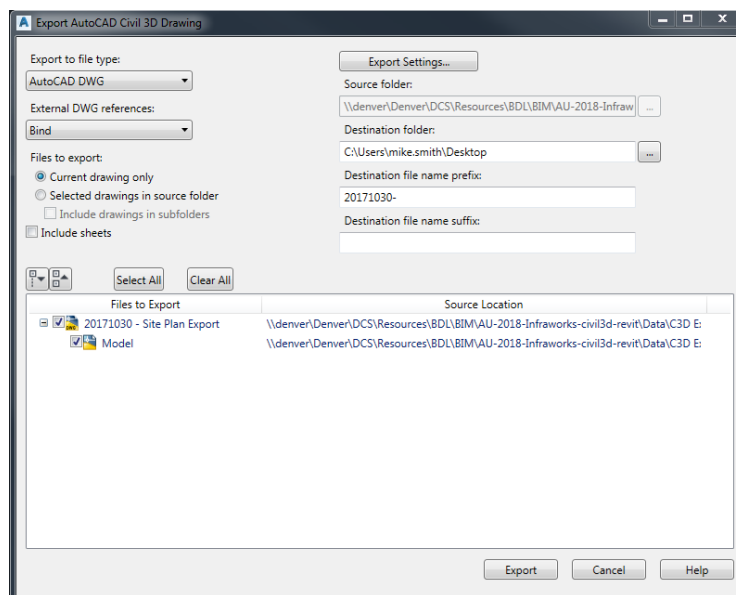 Export AutoCAD Civil 3D Drawing
Export to file type:
AutoCAD DWG
External DWG references:
Bind
Files to export:
Current drawing only
Selected drawings in source folder
Include drawings in subfolders
Include sheets
Export Settings...
Source folder:
\\denver\Denver\DCS\Resources\BDL\BIM\AU-2018-Infraw
...
Destination folder:
C:\Users\mike.smith\Desktop
...
Destination file name prefix:
20171030-
Destination file name suffix:
Select All Clear All
Files to Export Source Location
20171030 - Site Plan Export \\denver\Denver\DCS\Resources\BDL\BIM\AU-2018-Infraworks-civil3d-revit\Data\C3D E
Model \\denver\Denver\DCS\Resources\BDL\BIM\AU-2018-Infraworks-civil3d-revit\Data\C3D E
Export Cancel Help